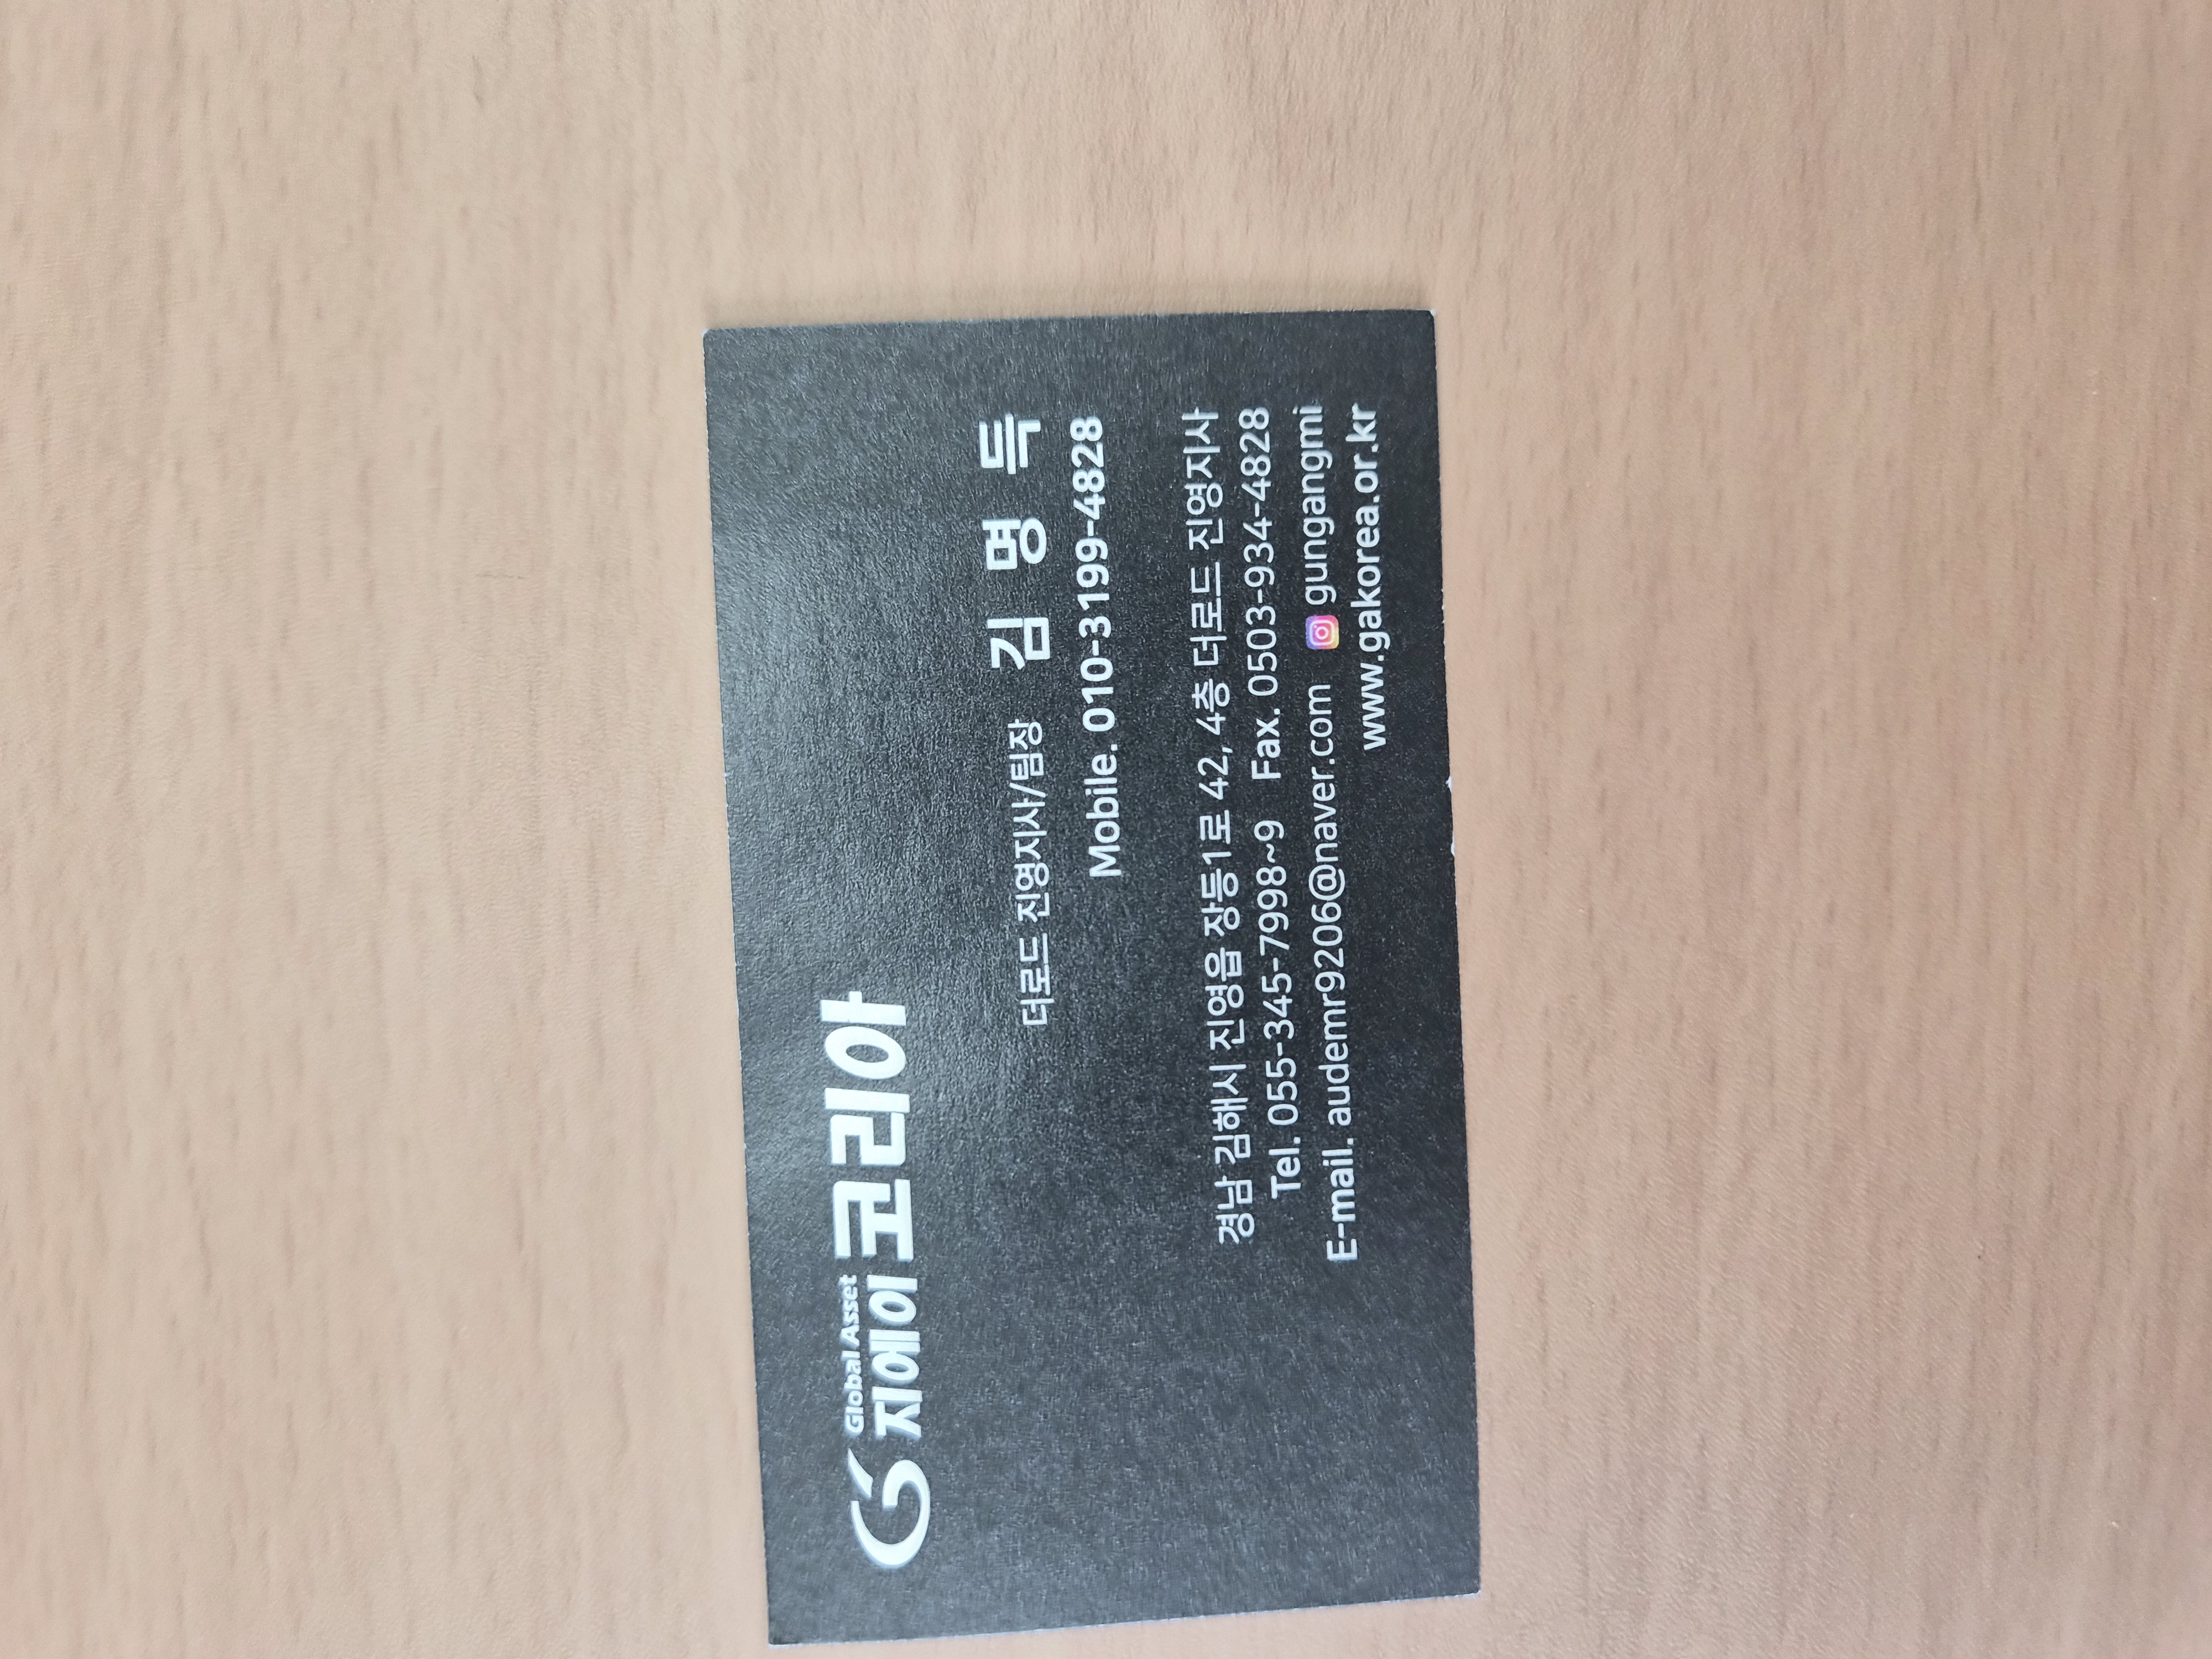 Global Asset
지에이코리아
더로드 진영지사/팀장 김명득
Mobile. 010-3199-4828
경남 김해시 진영읍 장등1로 42, 4층 더로드 진영지사
Tel. 055-345-7998~9 Fax. 0503-934-4828
E-mail. audemr9206@naver.com gungangmi
www.gakorea.or.kr